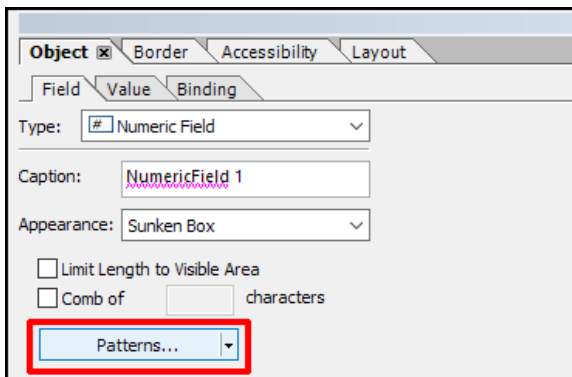 Object Border Accessibility Layout
Field Value Binding
Type: # Numeric Field
Caption: NumericField 1
Appearance: Sunken Box
Limit Length to Visible Area
Comb of characters
Patterns...